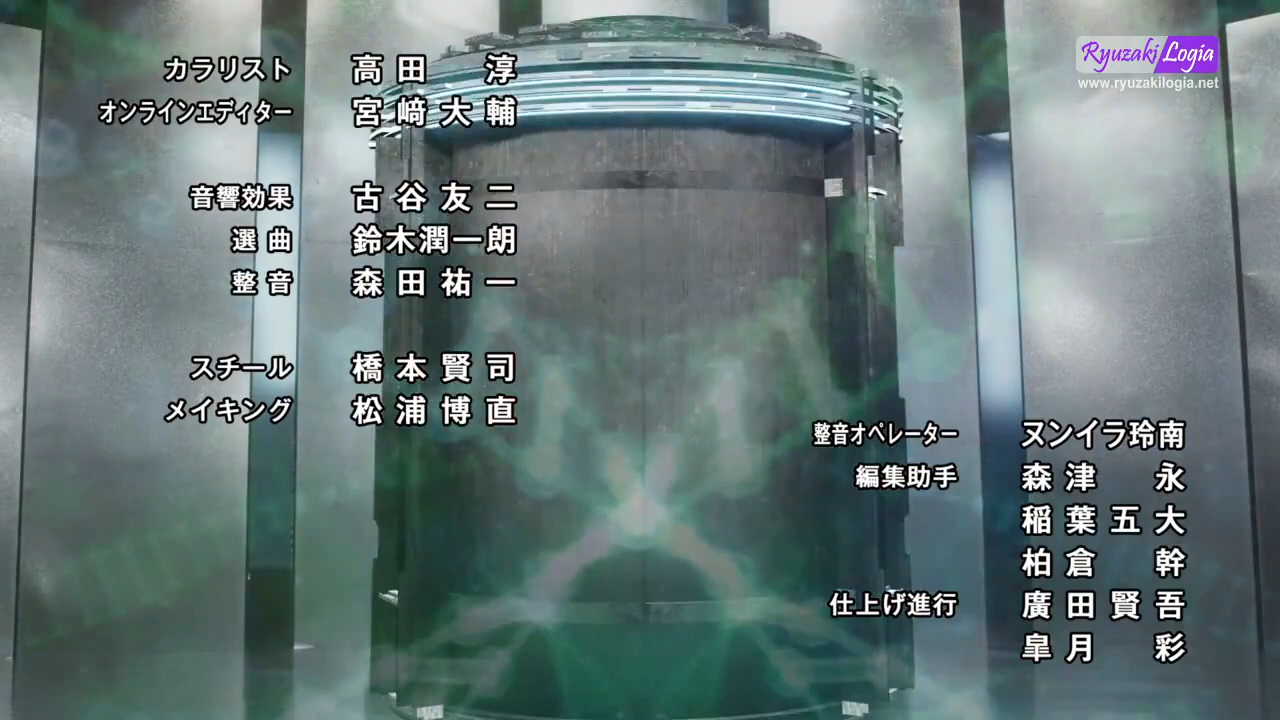 Ryuzaki Logia
www.ryuzakilogia.net
カラリスト 高田 淳
オンラインエディター 宮﨑大輔
音響効果 古谷友二
選曲 鈴木潤一朗
整音 森田祐一
スチール 橋本賢司
メイキング 松浦博直
整音オペレーター ヌンイラ玲南
編集助手 森津 永
稲葉五大
柏倉 幹
仕上げ進行 廣田賢吾
皐月 彩